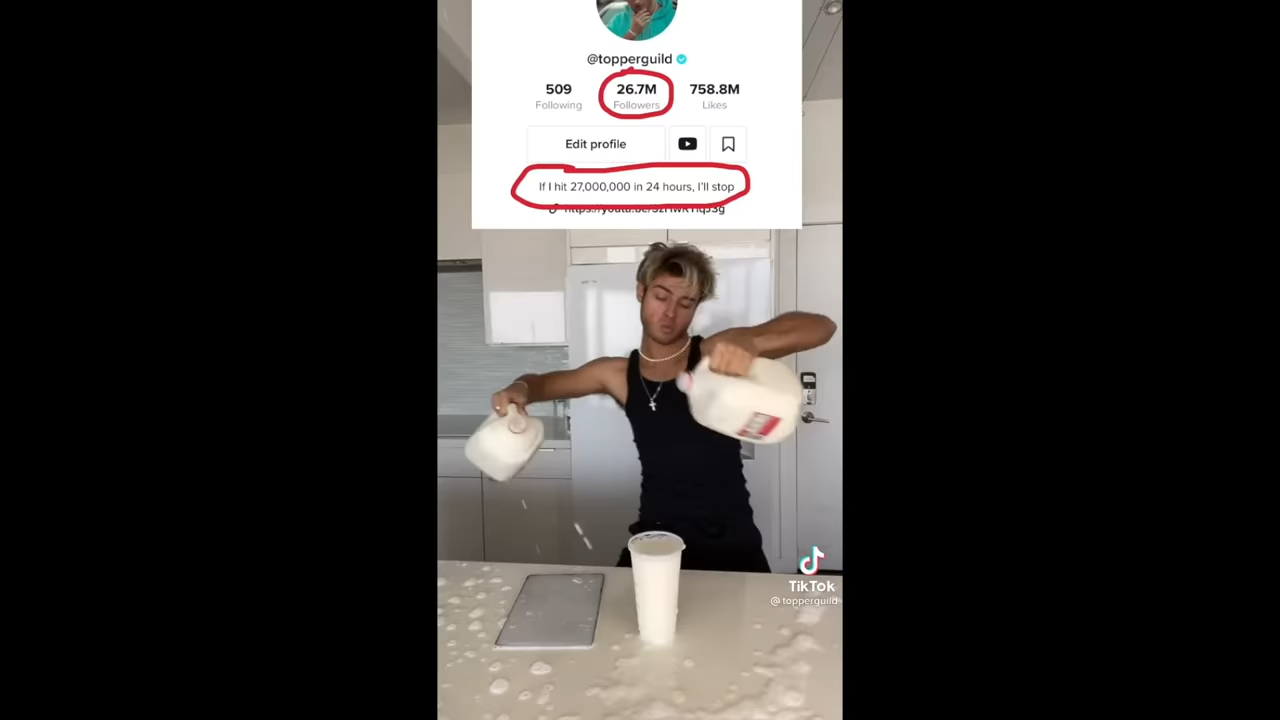 @topperguild
509 26.7M 758.8M
Following Followers Likes
Edit profile
If I hit 27,000,000 in 24 hours, I'll stop
TikTok
@topperguild